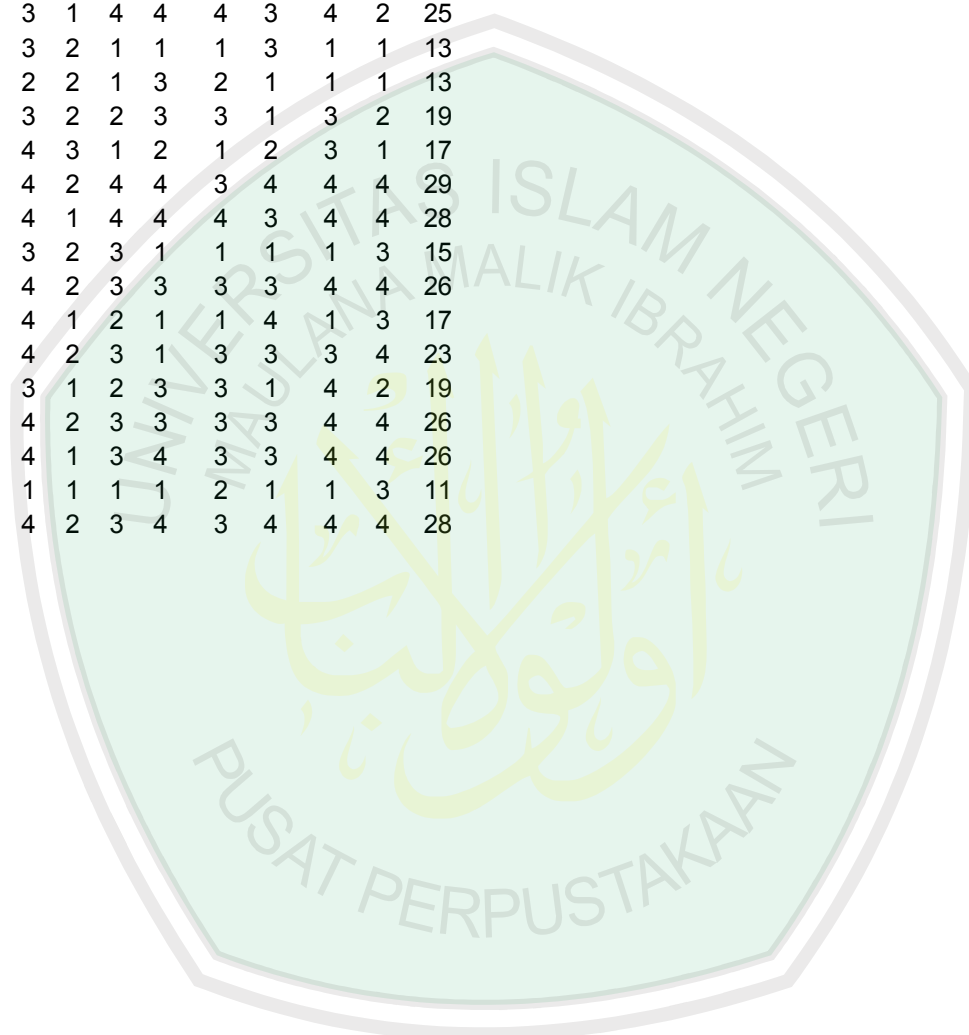 3 1 4 4 4 3 4 2 25
3 2 1 1 1 3 1 1 13
2 2 1 3 2 1 1 1 13
3 2 2 3 3 1 3 2 19
4 3 1 2 1 2 3 1 17
4 2 4 4 3 4 4 4 29
4 1 4 4 4 3 4 4 28
3 2 3 1 1 1 1 3 15
4 2 3 3 3 3 4 4 26
4 1 2 1 1 4 1 3 17
4 2 3 1 3 3 3 4 23
3 1 2 3 3 1 4 2 19
4 2 3 3 3 3 4 4 26
4 1 3 4 3 3 4 4 26
1 1 1 1 2 1 1 3 11
4 2 3 4 3 4 4 4 28
UNIVERSITAS ISLAM NEGERI
MAULANA MALIK IBRAHIM
PUSAT PERPUSTAKAAN